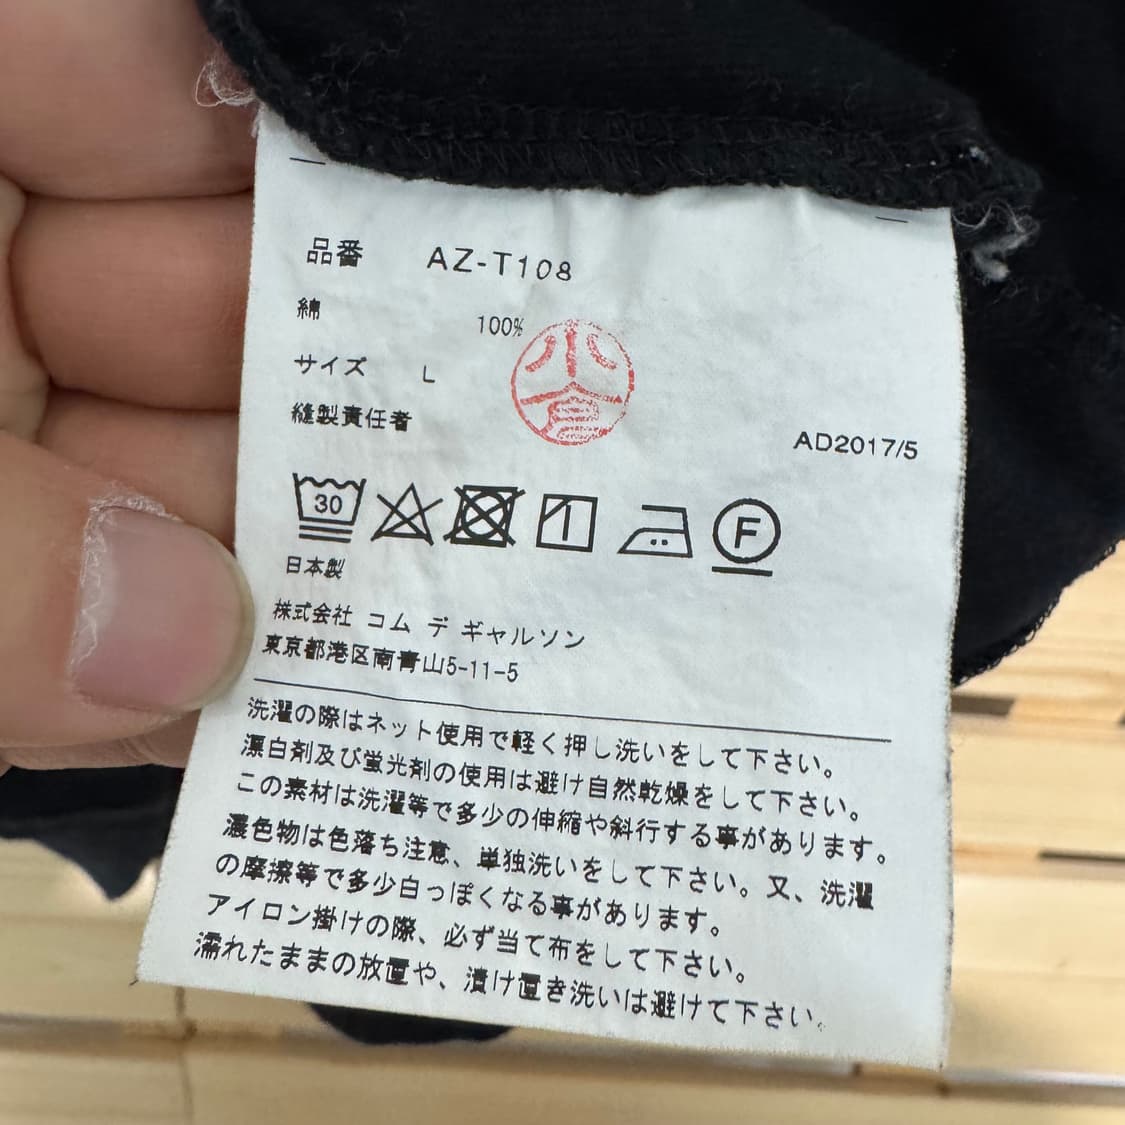 品番 AZ-T108
綿 100%
サイズ L
小倉
縫製責任者
AD2017/5
30
F
日本製
株式会社 コム デ ギャルソン
東京都港区南青山5-11-5
洗濯の際はネット使用で軽く押し洗いをして下さい。
漂白剤及び蛍光剤の使用は避け自然乾燥をして下さい。
この素材は洗濯等で多少の伸縮や斜行する事があります。
濃色物は色落ち注意、単独洗いをして下さい。又、洗濯
の摩擦等で多少白っぽくなる事があります。
アイロン掛けの際、必ず当て布をして下さい。
濡れたままの放置や、漬け置き洗いは避けて下さい。